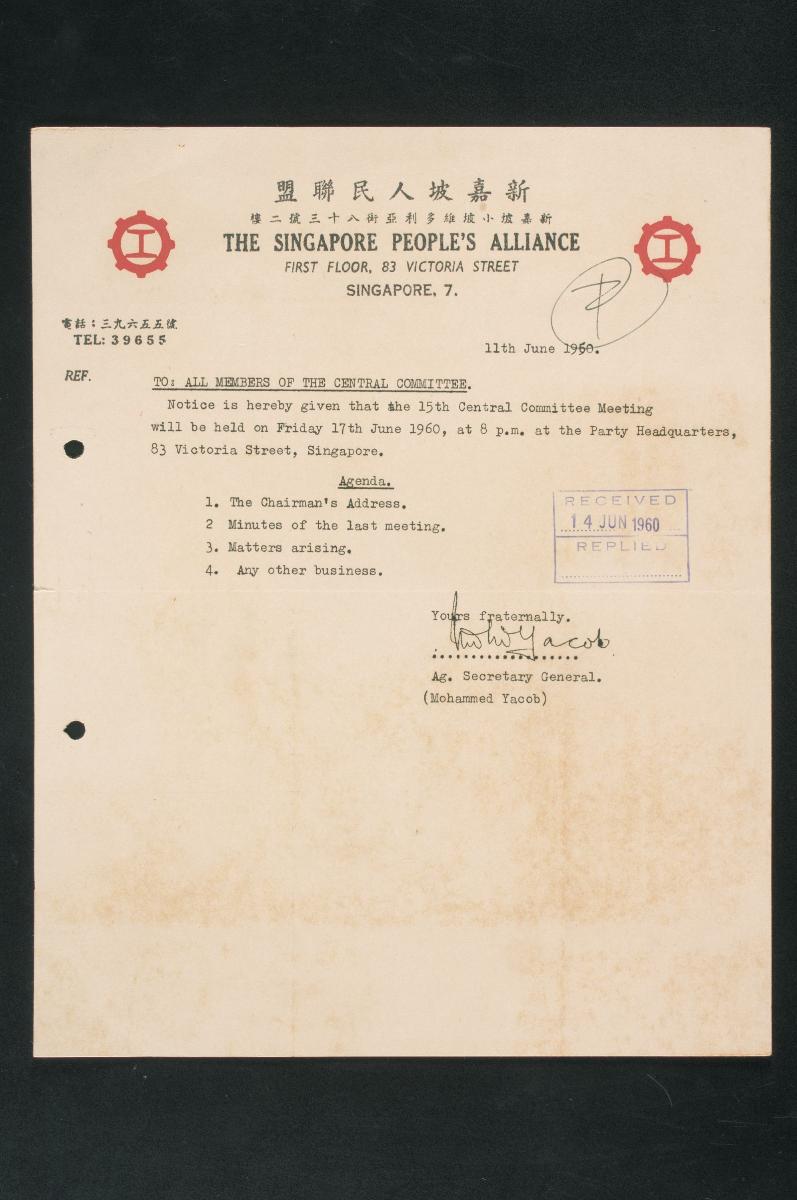 新嘉坡人民聯盟
新嘉坡小坡維多利亞街八十三號二樓
THE SINGAPORE PEOPLE'S ALLIANCE
FIRST FLOOR, 83 VICTORIA STREET
SINGAPORE, 7.
電話：三九六五五號
TEL: 39655
11th June 1960.
REF.
TO: ALL MEMBERS OF THE CENTRAL COMMITTEE.
Notice is hereby given that the 15th Central Committee Meeting
will be held on Friday 17th June 1960, at 8 p.m. at the Party Headquarters,
83 Victoria Street, Singapore.
Agenda.
1. The Chairman's Address.
2 Minutes of the last meeting.
3. Matters arising.
4. Any other business.
RECEIVED
14 JUN 1960
REPLIED
Yours fraternally.
Yacob
Ag. Secretary General.
(Mohammed Yacob)